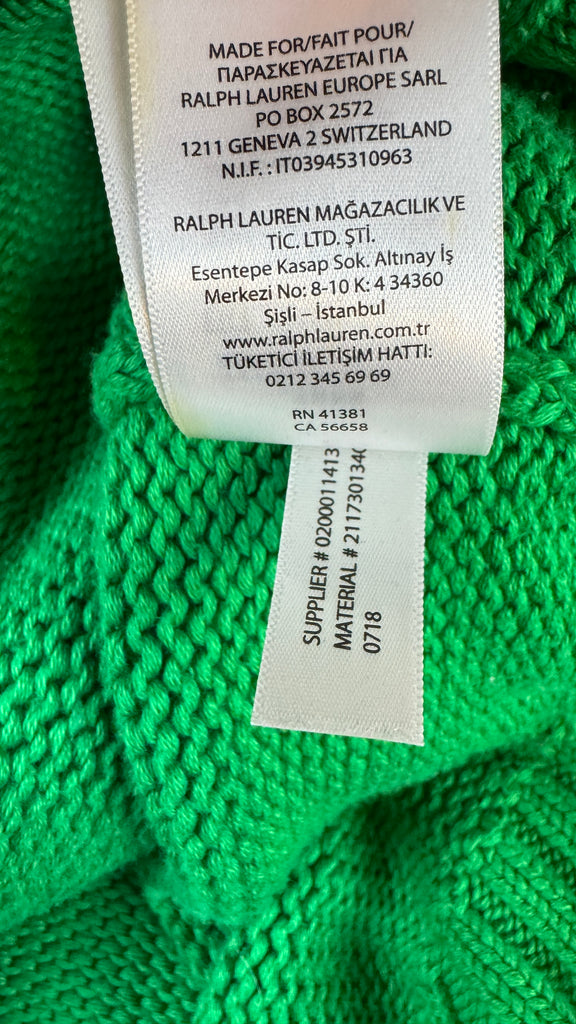 MADE FOR/FAIT POUR/
ΠΑΡΑΣΚΕΥΑΖΕΤΑΙ ΓΙΑ
RALPH LAUREN EUROPE SARL
PO BOX 2572
1211 GENEVA 2 SWITZERLAND
N.I.F. : IT03945310963
RALPH LAUREN MAĞAZACILIK VE
TİC. LTD. ŞTİ.
Esentepe Kasap Sok. Altınay İş
Merkezi No: 8-10 K: 4 34360
Şişli – İstanbul
www.ralphlauren.com.tr
TÜKETİCİ İLETİŞİM HATTI:
0212 345 69 69
RN 41381
CA 56658
SUPPLIER # 0200011413
MATERIAL # 211730134
0718